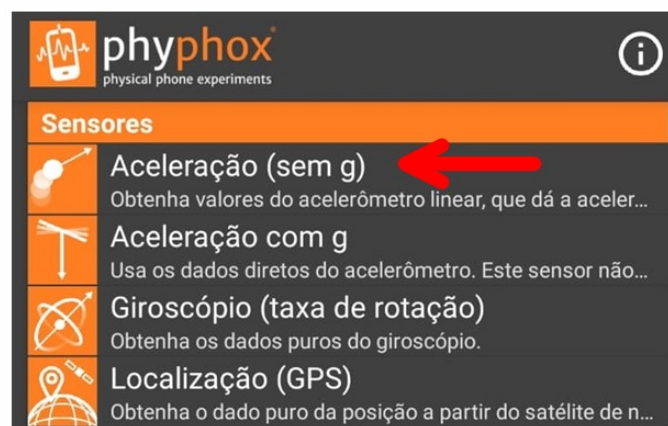 phyphox
physical phone experiments
Sensores
Aceleração (sem g)
Obtenha valores do acelerômetro linear, que dá a aceler...
Aceleração com g
Usa os dados diretos do acelerômetro. Este sensor não...
Giroscópio (taxa de rotação)
Obtenha os dados puros do giroscópio.
Localização (GPS)
Obtenha o dado puro da posição a partir do satélite de n...